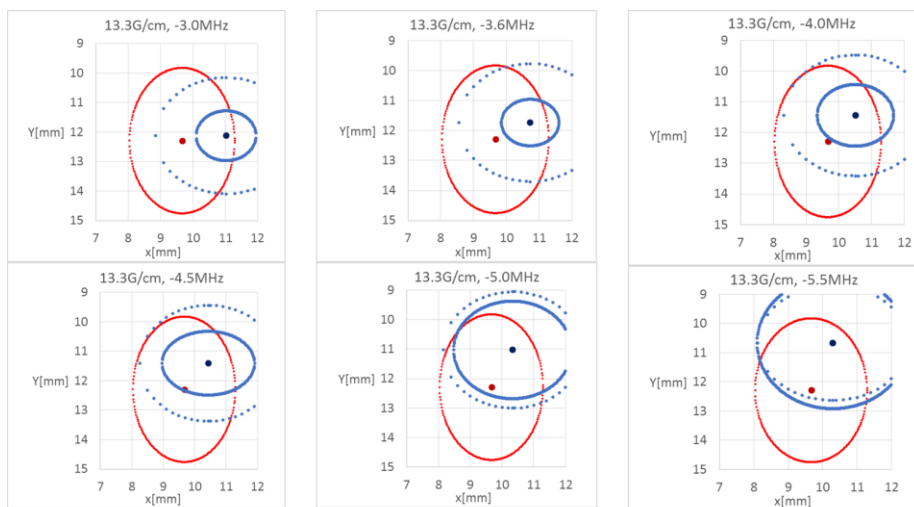 13.3G/cm, -3.0MHz
9
10
11
Y[mm]
12
13
14
15
7 8 9 10 11 12
x[mm]
13.3G/cm, -3.6MHz
9
10
11
Y[mm]
12
13
14
15
7 8 9 10 11 12
x[mm]
13.3G/cm, -4.0MHz
9
10
11
Y[mm]
12
13
14
15
7 8 9 10 11 12
x[mm]
13.3G/cm, -4.5MHz
9
10
11
Y[mm]
12
13
14
15
7 8 9 10 11 12
x[mm]
13.3G/cm, -5.0MHz
9
10
11
Y[mm]
12
13
14
15
7 8 9 10 11 12
x[mm]
13.3G/cm, -5.5MHz
9
10
11
Y[mm]
12
13
14
15
7 8 9 10 11 12
x[mm]